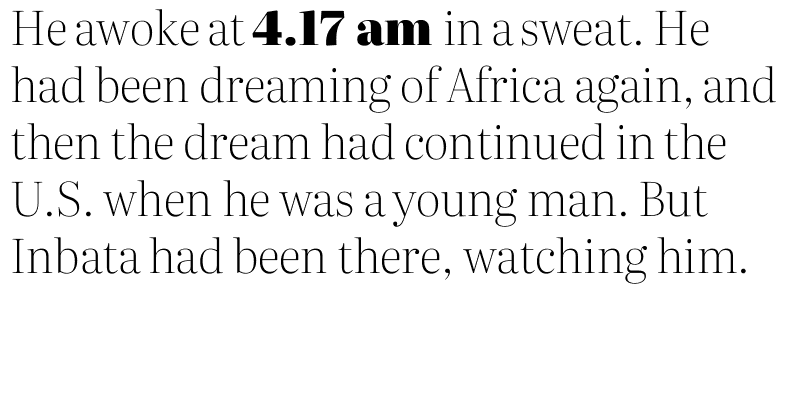 He awoke at 4.17 am in a sweat. He
had been dreaming of Africa again, and
then the dream had continued in the
U.S. when he was a young man. But
Inbata had been there, watching him.